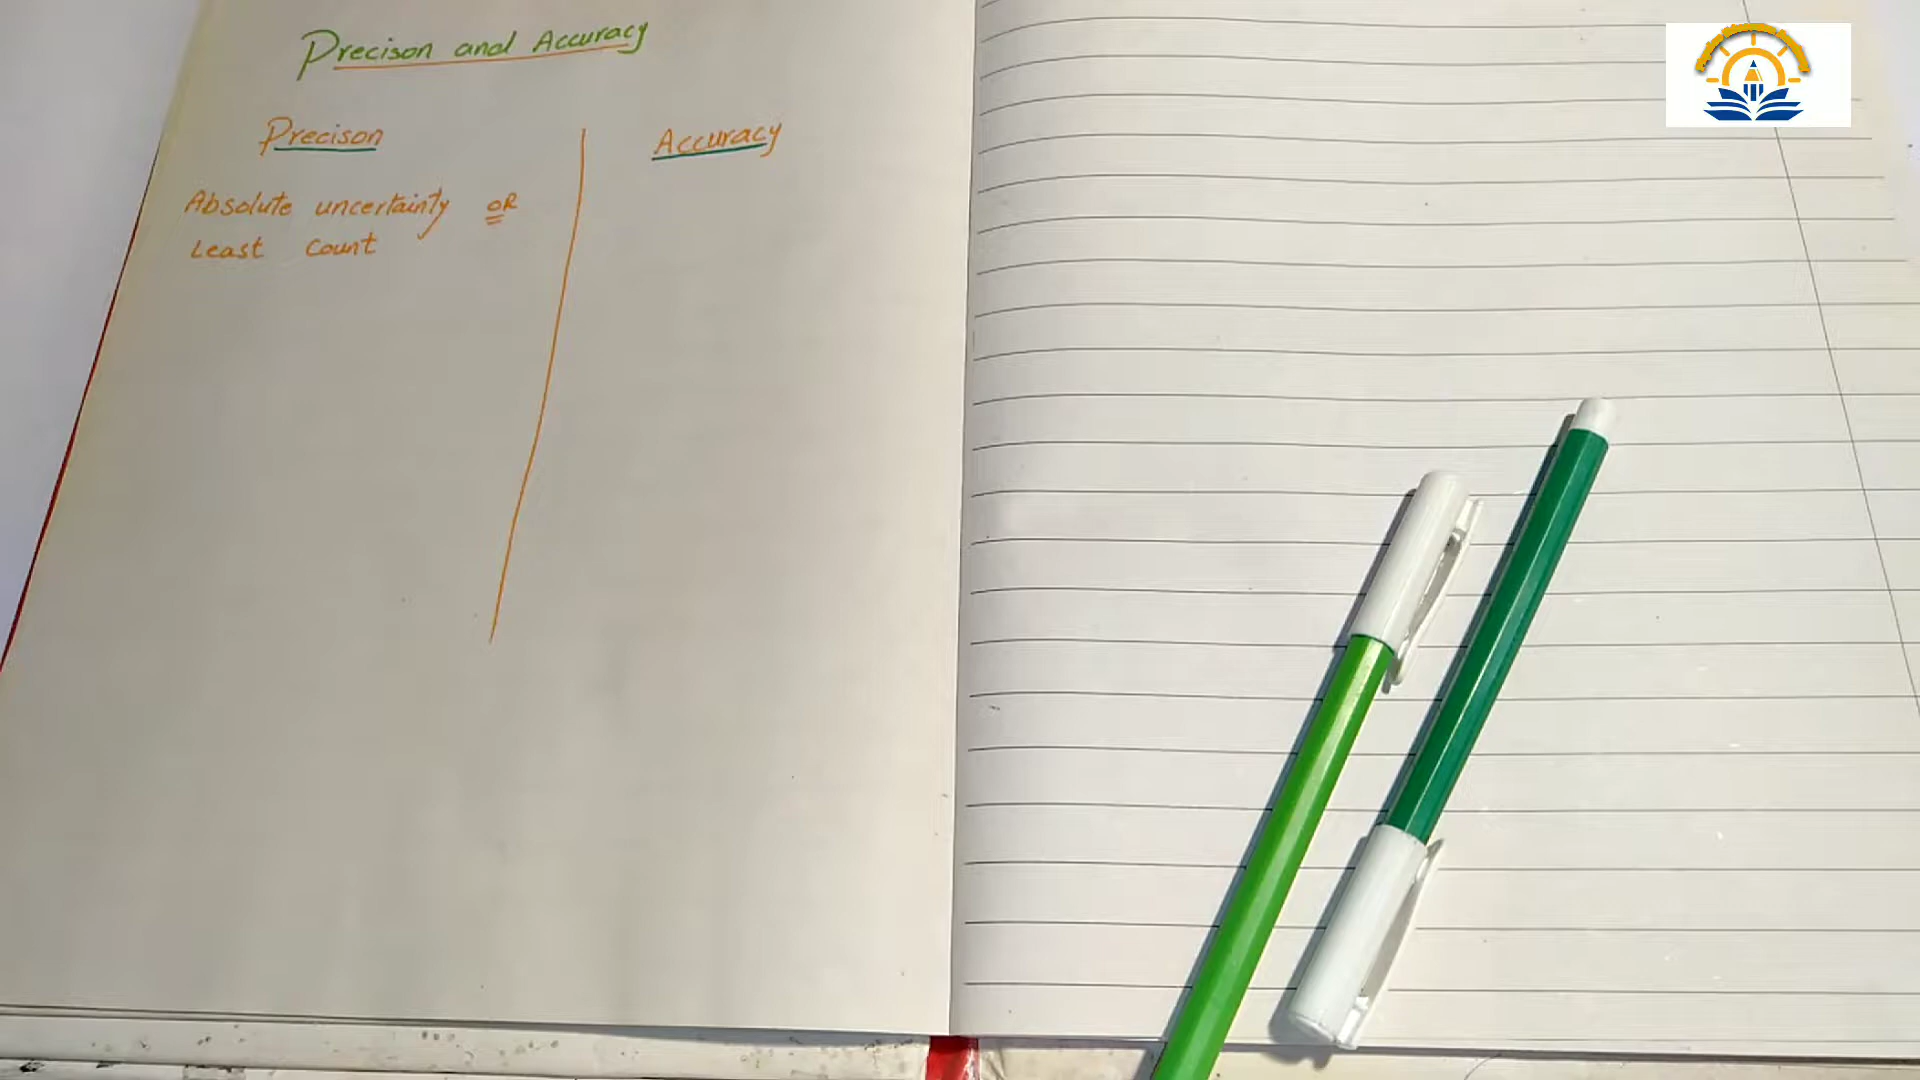 Precison and Accuracy
Precison
Accuracy
Absolute uncertainty OR
Least Count